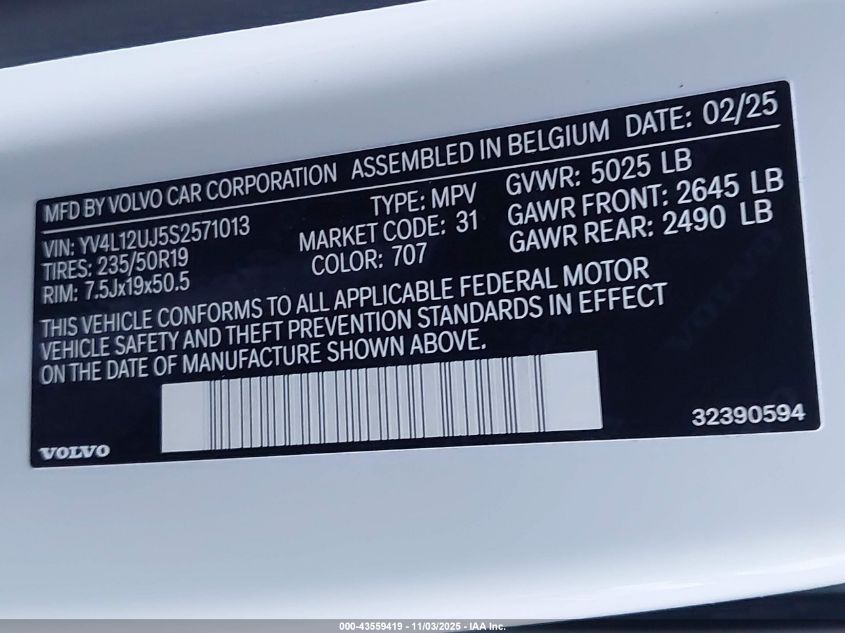 MFD BY VOLVO CAR CORPORATION ASSEMBLED IN BELGIUM DATE: 02/25
VIN: YV4L12UJ5S2571013 TYPE: MPV GVWR: 5025 LB
TIRES: 235/50R19 MARKET CODE: 31 GAWR FRONT: 2645 LB
RIM: 7.5Jx19x50.5 COLOR: 707 GAWR REAR: 2490 LB
THIS VEHICLE CONFORMS TO ALL APPLICABLE FEDERAL MOTOR
VEHICLE SAFETY AND THEFT PREVENTION STANDARDS IN EFFECT
ON THE DATE OF MANUFACTURE SHOWN ABOVE.
VOLVO 32390594
000-43559419 - 11/03/2025 - IAA Inc.